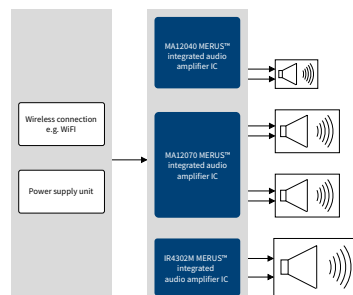 MA12040 MERUS™
integrated audio
amplifier IC
Wireless connection
e.g. WiFI
MA12070 MERUS™
integrated audio
amplifier IC
Power supply unit
IR4302M MERUS™
integrated
audio amplifier IC